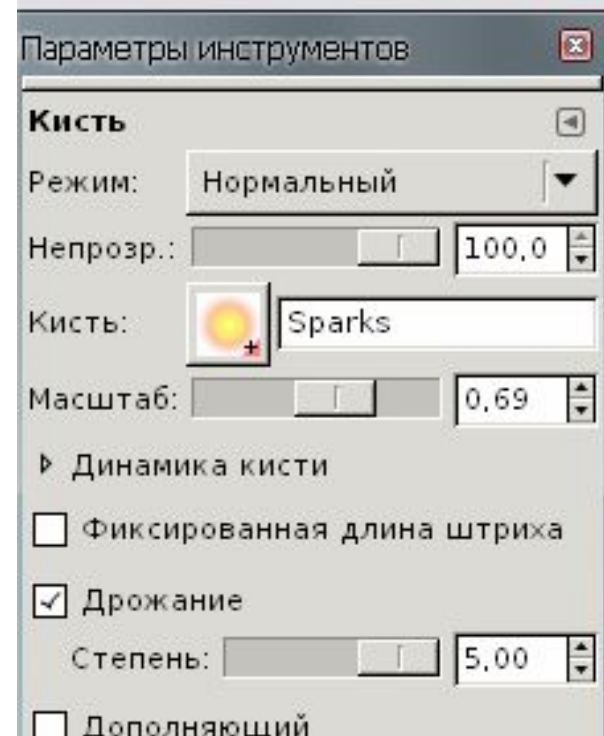 Параметры инструментов
Кисть
Режим: Нормальный
Непрозр.: 100,0
Кисть: Sparks
Масштаб: 0,69
Динамика кисти
Фиксированная длина штриха
Дрожание
Степень: 5,00
Дополняющий